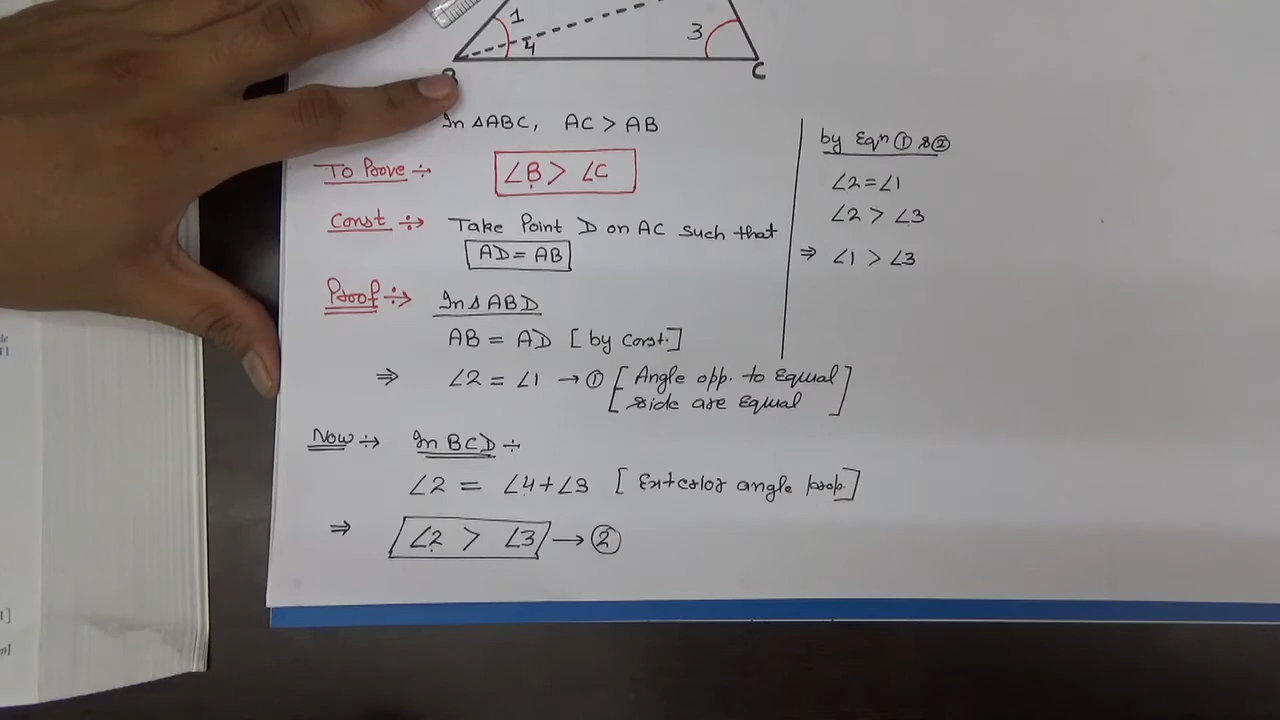 1
4
3
C
In ΔABC, AC > AB
To Prove ÷
∠B > ∠C
Const ÷>
Take Point D on AC such that
AD = AB
Proof ÷>
In Δ ABD
AB = AD [by const.]
⇒ ∠2 = ∠1 → ① [Angle opp. to Equal
side are Equal]
Now ÷> In BCD ÷
∠2 = ∠4+∠3 [Exterior angle prop.]
⇒ ∠2 > ∠3 → ②
by Eqⁿ ① & ②
∠2 = ∠1
∠2 > ∠3
⇒ ∠1 > ∠3